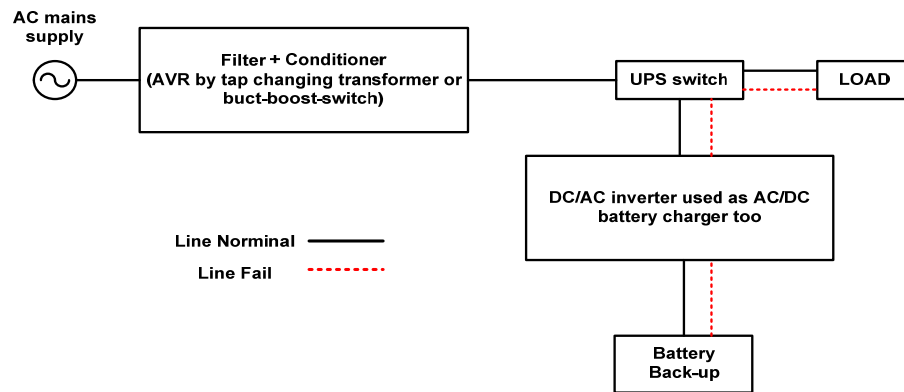 AC mains
supply
Filter + Conditioner
(AVR by tap changing transformer or
buct-boost-switch)
UPS switch
LOAD
DC/AC inverter used as AC/DC
battery charger too
Line Norminal
Line Fail
Battery
Back-up